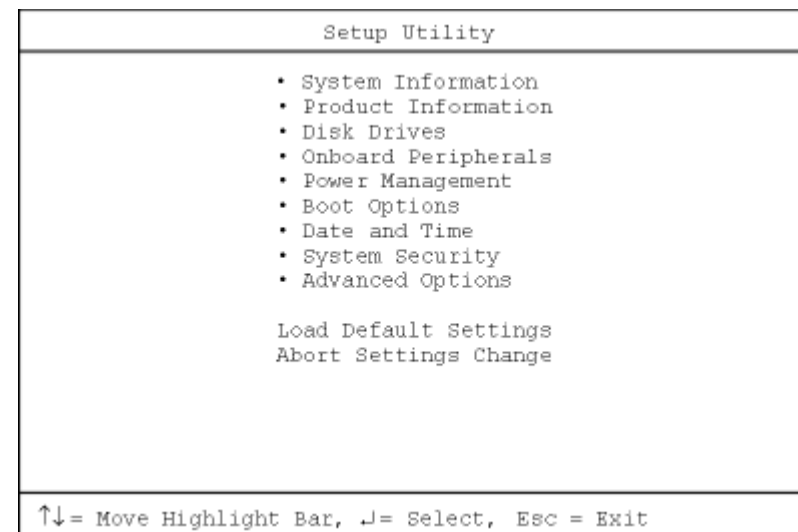 Setup Utility
• System Information
• Product Information
• Disk Drives
• Onboard Peripherals
• Power Management
• Boot Options
• Date and Time
• System Security
• Advanced Options
Load Default Settings
Abort Settings Change
↑↓= Move Highlight Bar, ↵= Select, Esc = Exit